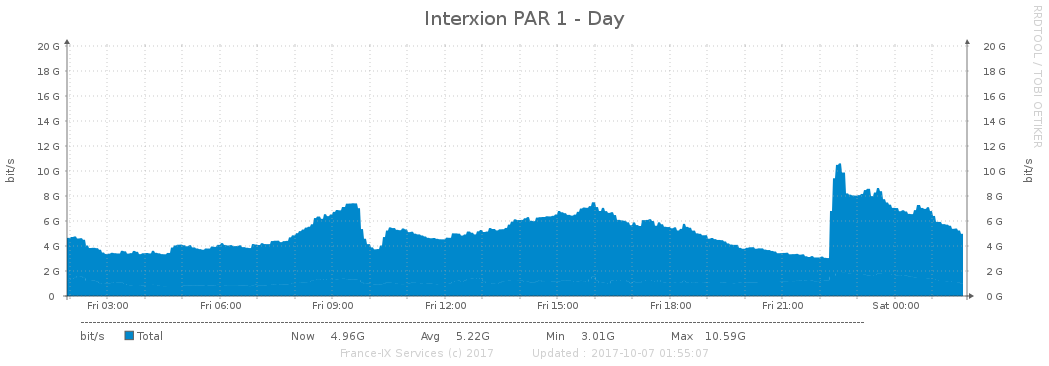 Interxion PAR 1 - Day
RRDTOOL / TOBI OETIKER
bit/s
bit/s
20 G 20 G
18 G 18 G
16 G 16 G
14 G 14 G
12 G 12 G
10 G 10 G
8 G 8 G
6 G 6 G
4 G 4 G
2 G 2 G
0 0 G
Fri 03:00 Fri 06:00 Fri 09:00 Fri 12:00 Fri 15:00 Fri 18:00 Fri 21:00 Sat 00:00
bit/s Total Now 4.96G Avg 5.22G Min 3.01G Max 10.59G
France-IX Services (c) 2017 Updated : 2017-10-07 01:55:07